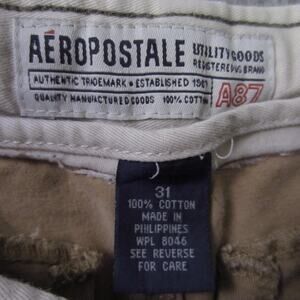 AÉROPOSTALE UTILITY GOODS
REGISTERED US BRAND
AUTHENTIC TRADEMARK • ESTABLISHED 1987
QUALITY MANUFACTURED GOODS 100% COTTON
A87
31
100% COTTON
MADE IN
PHILIPPINES
WPL 8046
SEE REVERSE
FOR CARE